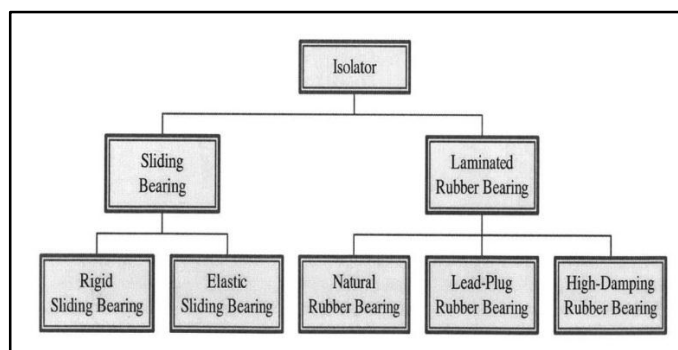 Isolator
Sliding
Bearing
Laminated
Rubber Bearing
Rigid
Sliding Bearing
Elastic
Sliding Bearing
Natural
Rubber Bearing
Lead-Plug
Rubber Bearing
High-Damping
Rubber Bearing